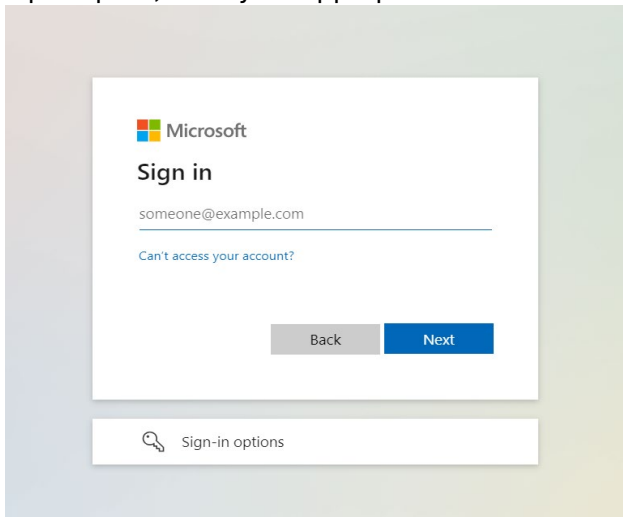 Microsoft
Sign in
someone@example.com
Can't access your account?
Back
Next
Sign-in options